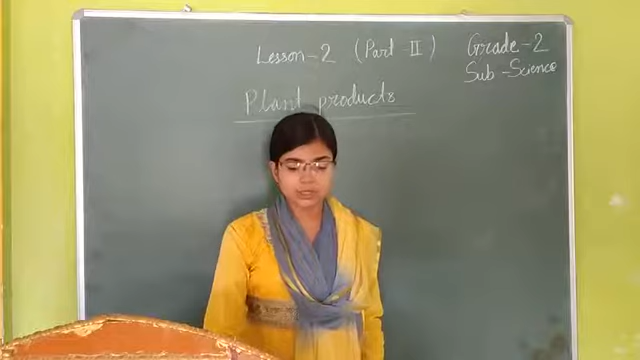 Lesson - 2 (Part - II) Grade - 2
Sub - Science
Plant products